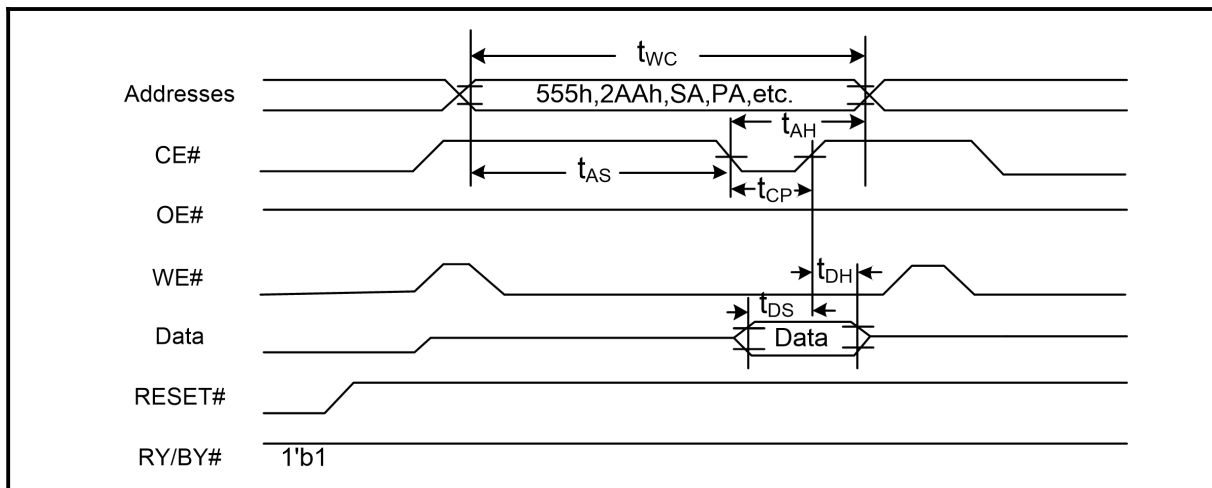 tWC
Addresses
555h,2AAh,SA,PA,etc.
tAH
CE#
tAS
tCP
OE#
WE#
tDH
tDS
Data
Data
RESET#
RY/BY#
1'b1